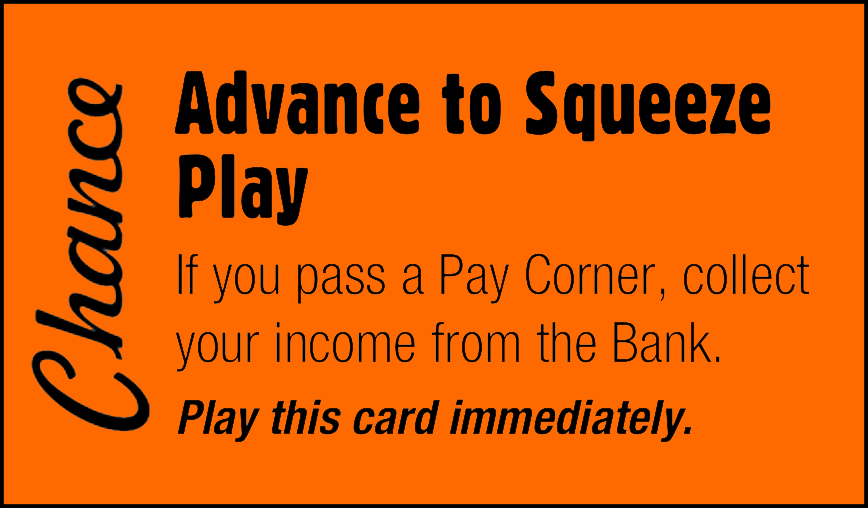 Chance
Advance to Squeeze
Play
If you pass a Pay Corner, collect
your income from the Bank.
Play this card immediately.